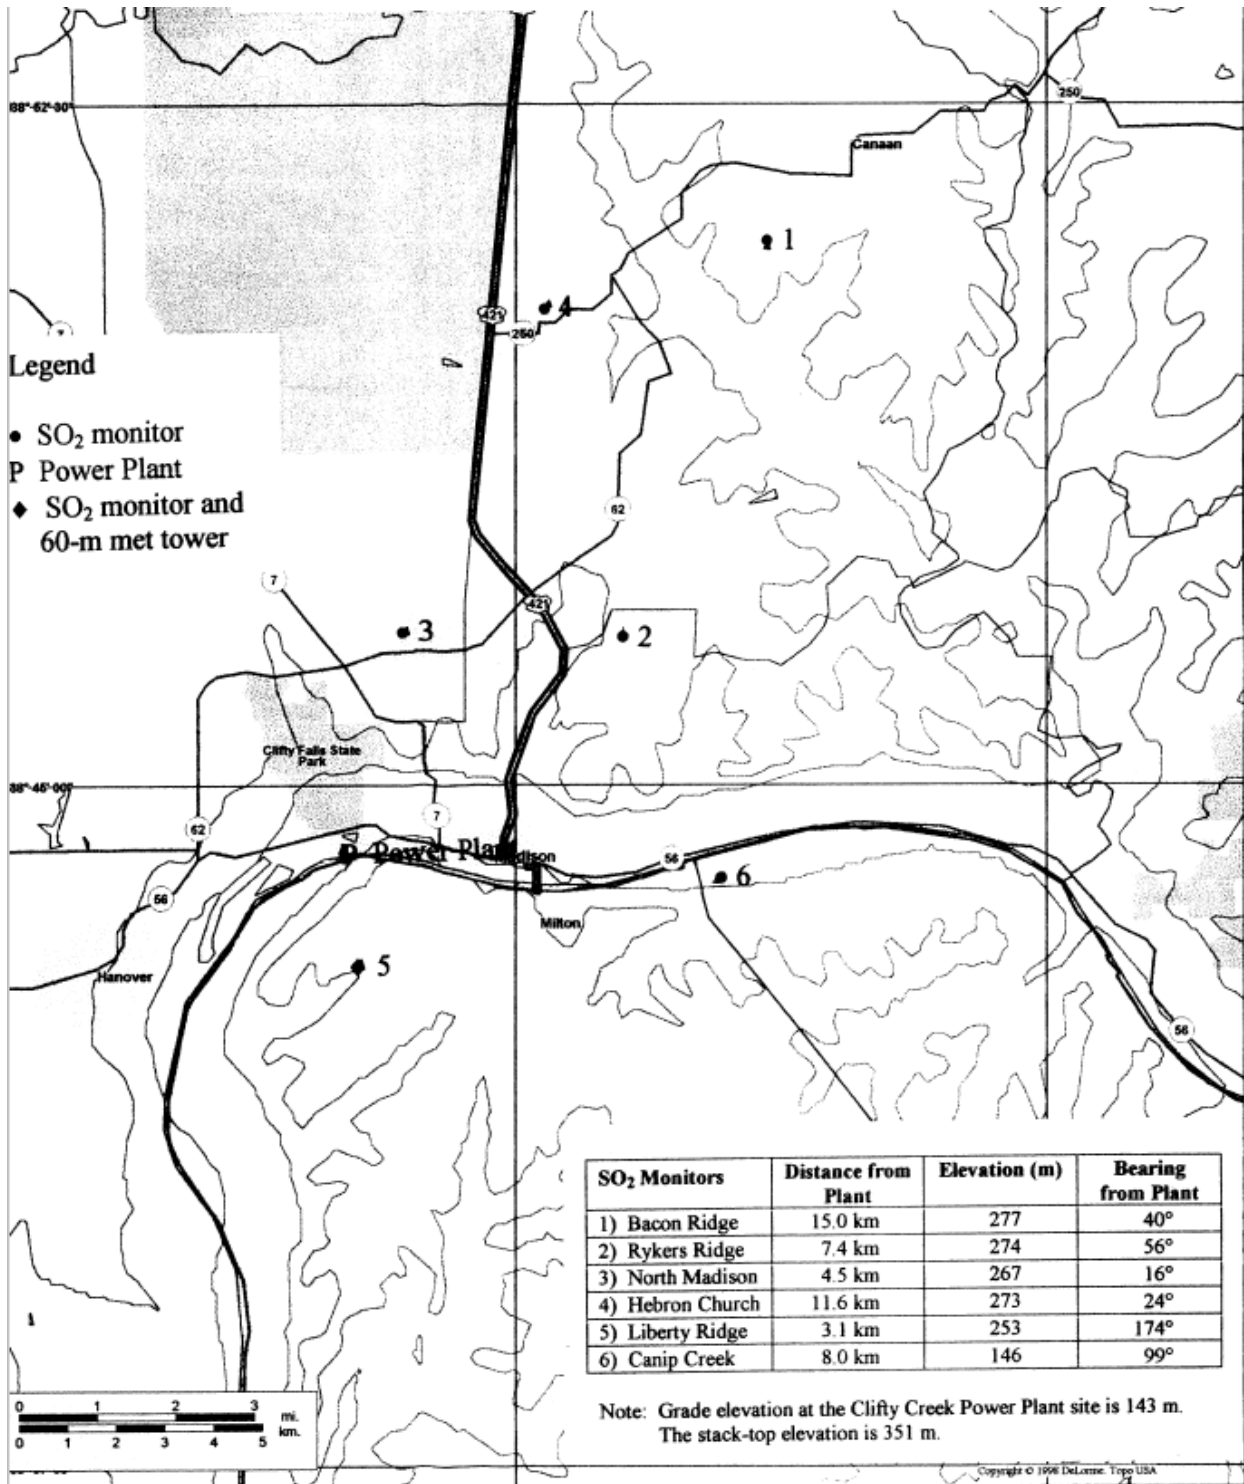 38°-52'-30"
250
Canaan
1
4
421
250
7
Legend
● SO₂ monitor
P Power Plant
◆ SO₂ monitor and
60-m met tower
62
7
421
3
2
Clifty Falls State
Park
38°-45'-00"
7
62
P Power Plant
56
6
56
Milton
Hanover
5
56
SO₂ Monitors Distance from Plant Elevation (m) Bearing from Plant
1) Bacon Ridge 15.0 km 277 40°
2) Rykers Ridge 7.4 km 274 56°
3) North Madison 4.5 km 267 16°
4) Hebron Church 11.6 km 273 24°
5) Liberty Ridge 3.1 km 253 174°
6) Canip Creek 8.0 km 146 99°
0 1 2 3 mi.
0 1 2 3 4 5 km.
Note: Grade elevation at the Clifty Creek Power Plant site is 143 m.
The stack-top elevation is 351 m.
Copyright © 1998 DeLorme. Topo USA